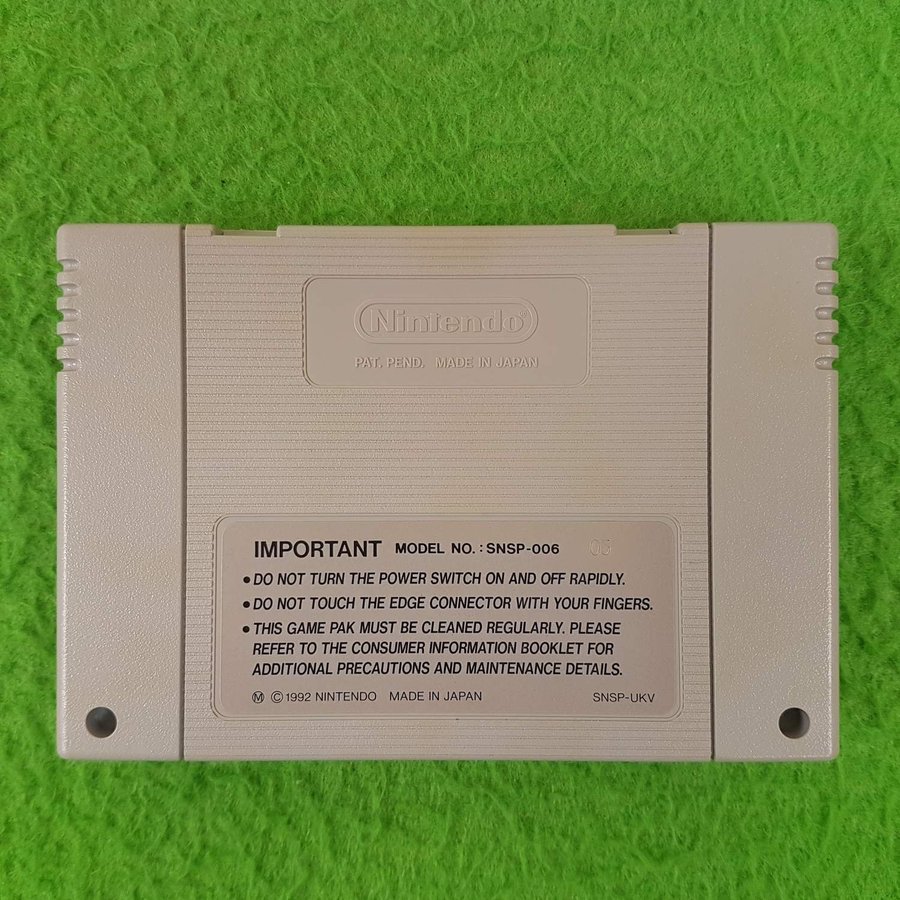 Nintendo®
PAT. PEND. MADE IN JAPAN
IMPORTANT MODEL NO.: SNSP-006 03
• DO NOT TURN THE POWER SWITCH ON AND OFF RAPIDLY.
• DO NOT TOUCH THE EDGE CONNECTOR WITH YOUR FINGERS.
• THIS GAME PAK MUST BE CLEANED REGULARLY. PLEASE
REFER TO THE CONSUMER INFORMATION BOOKLET FOR
ADDITIONAL PRECAUTIONS AND MAINTENANCE DETAILS.
Ⓜ ©1992 NINTENDO MADE IN JAPAN SNSP-UKV